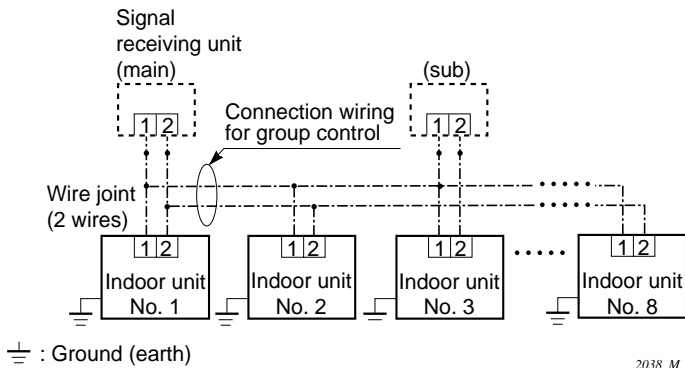 Signal
receiving unit
(main)
(sub)
1 2
1 2
Connection wiring
for group control
Wire joint
(2 wires)
1 2
1 2
1 2
1 2
Indoor unit
No. 1
Indoor unit
No. 2
Indoor unit
No. 3
Indoor unit
No. 8
: Ground (earth)
2038_M